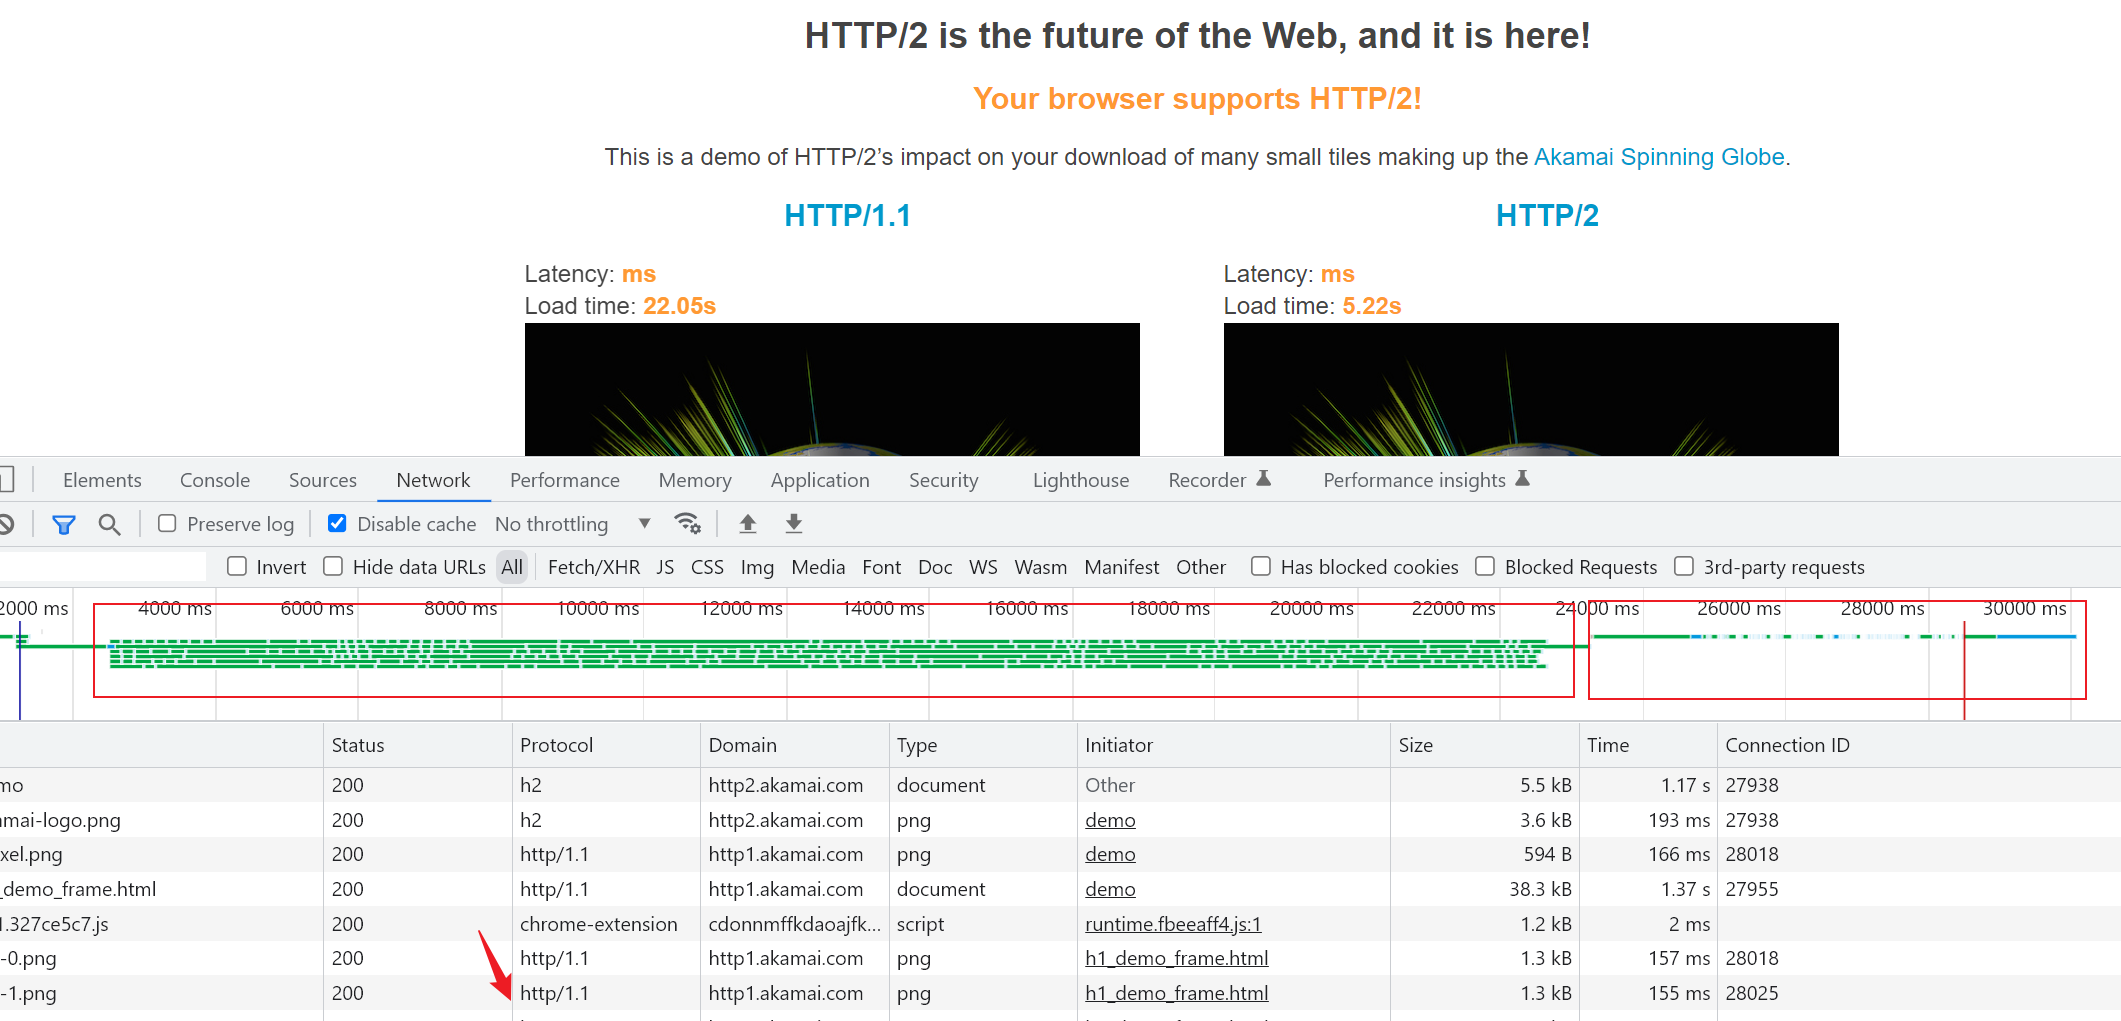 HTTP/2 is the future of the Web, and it is here!
Your browser supports HTTP/2!
This is a demo of HTTP/2’s impact on your download of many small tiles making up the Akamai Spinning Globe.
HTTP/1.1 HTTP/2
Latency: ms Latency: ms
Load time: 22.05s Load time: 5.22s
Elements Console Sources Network Performance Memory Application Security Lighthouse Recorder Performance insights
Preserve log Disable cache No throttling
Invert Hide data URLs All Fetch/XHR JS CSS Img Media Font Doc WS Wasm Manifest Other Has blocked cookies Blocked Requests 3rd-party requests
2000 ms 4000 ms 6000 ms 8000 ms 10000 ms 12000 ms 14000 ms 16000 ms 18000 ms 20000 ms 22000 ms 24000 ms 26000 ms 28000 ms 30000 ms
Status Protocol Domain Type Initiator Size Time Connection ID
mo 200 h2 http2.akamai.com document Other 5.5 kB 1.17 s 27938
amai-logo.png 200 h2 http2.akamai.com png demo 3.6 kB 193 ms 27938
xel.png 200 http/1.1 http1.akamai.com png demo 594 B 166 ms 28018
_demo_frame.html 200 http/1.1 http1.akamai.com document demo 38.3 kB 1.37 s 27955
1.327ce5c7.js 200 chrome-extension cdonnmffkdaoajfk... script runtime.fbeeaff4.js:1 1.2 kB 2 ms
-0.png 200 http/1.1 http1.akamai.com png h1_demo_frame.html 1.3 kB 157 ms 28018
-1.png 200 http/1.1 http1.akamai.com png h1_demo_frame.html 1.3 kB 155 ms 28025